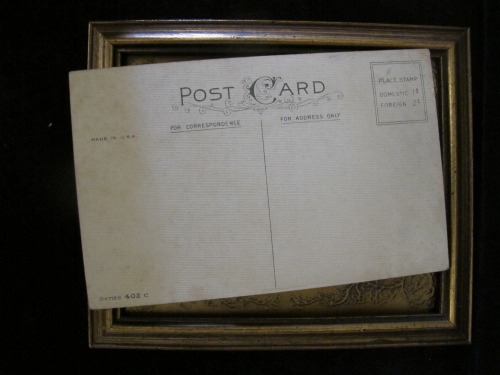 POST CARD
PLACE STAMP
DOMESTIC 1¢
FOREIGN 2¢
FOR CORRESPONDENCE
FOR ADDRESS ONLY
MADE IN U.S.A.
SERIES 402 C